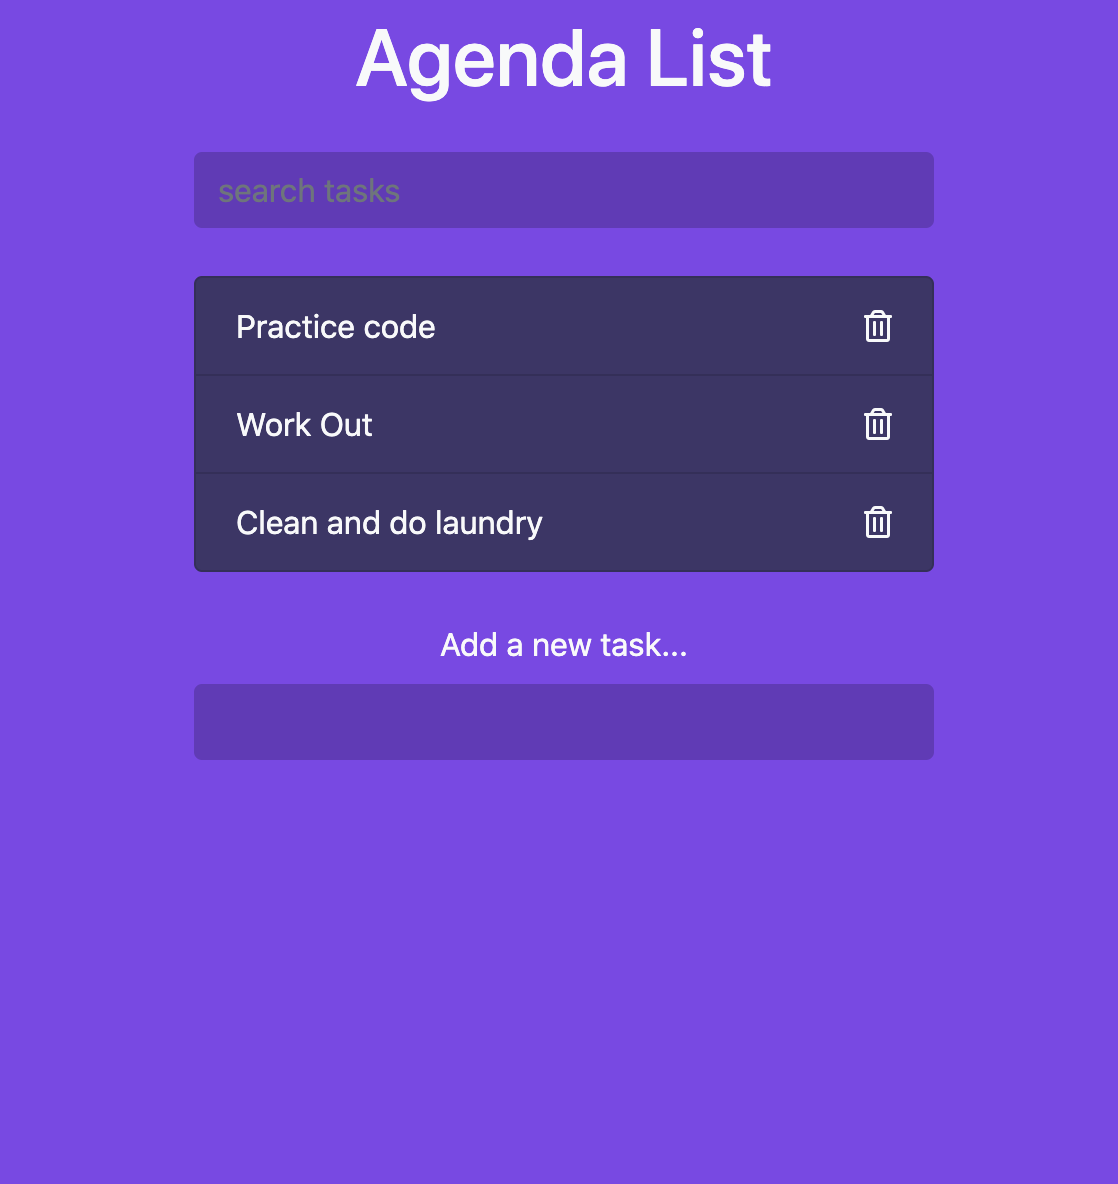 Agenda List
search tasks
Practice code
Work Out
Clean and do laundry
Add a new task...